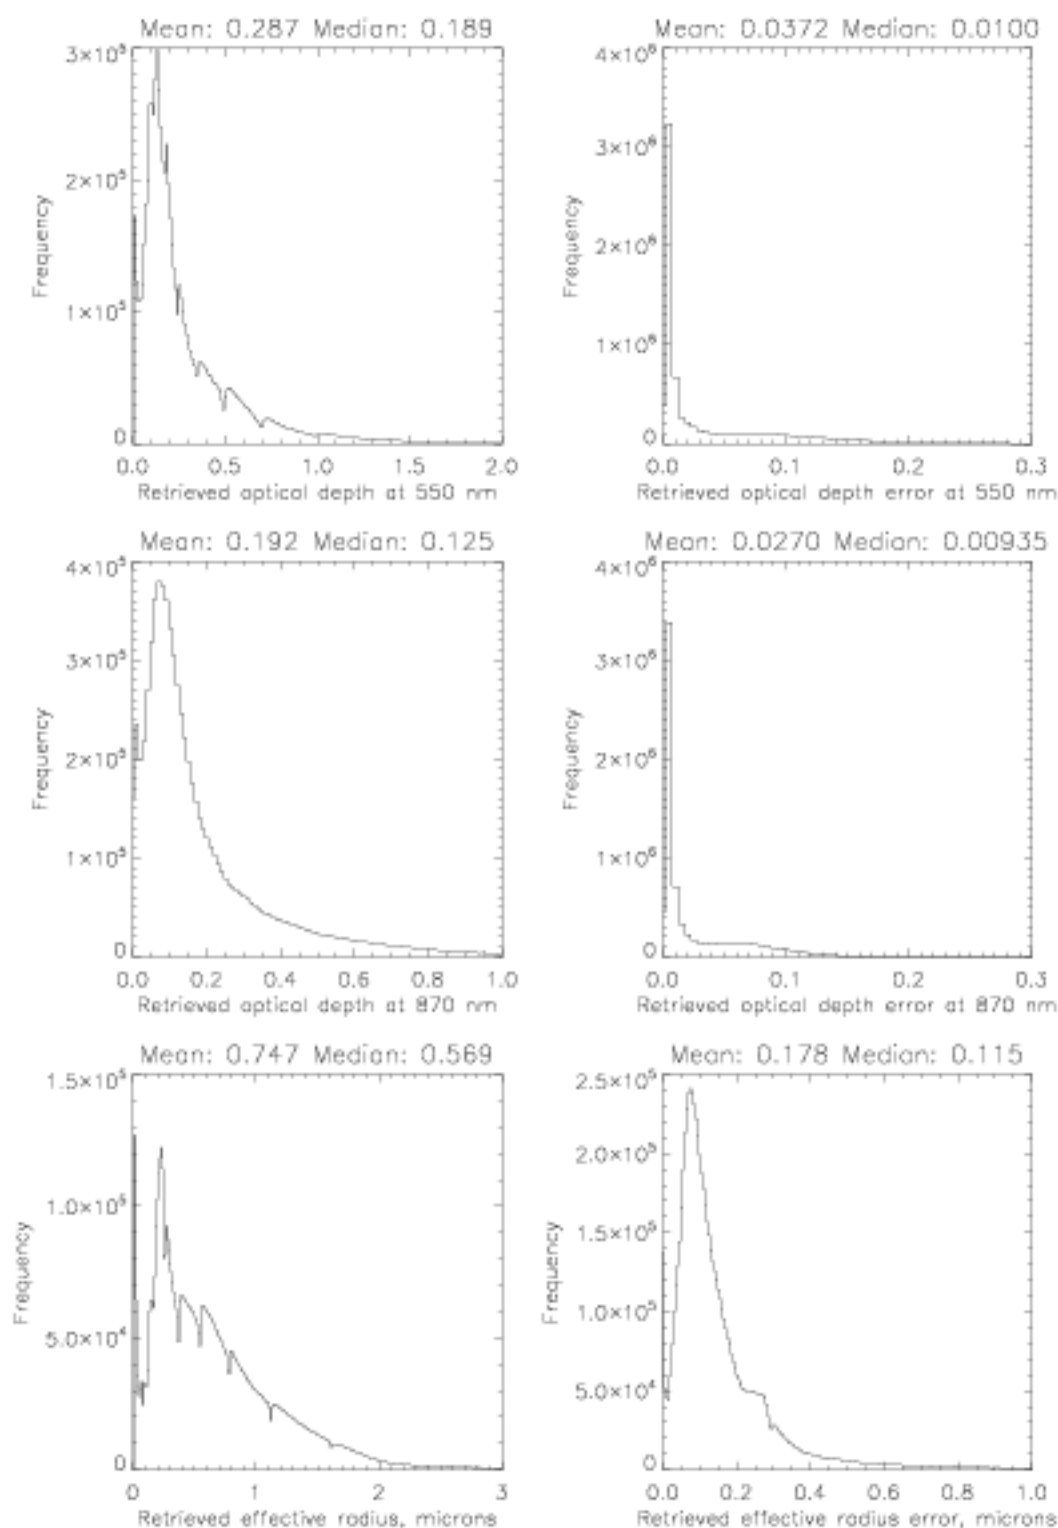 Mean: 0.287 Median: 0.189
3×10⁵
2×10⁵
1×10⁵
0
Frequency
0.0 0.5 1.0 1.5 2.0
Retrieved optical depth at 550 nm
Mean: 0.0372 Median: 0.0100
4×10⁶
3×10⁶
2×10⁶
1×10⁶
0
Frequency
0.0 0.1 0.2 0.3
Retrieved optical depth error at 550 nm
Mean: 0.192 Median: 0.125
4×10⁵
3×10⁵
2×10⁵
1×10⁵
0
Frequency
0.0 0.2 0.4 0.6 0.8 1.0
Retrieved optical depth at 870 nm
Mean: 0.0270 Median: 0.00935
4×10⁶
3×10⁶
2×10⁶
1×10⁶
0
Frequency
0.0 0.1 0.2 0.3
Retrieved optical depth error at 870 nm
Mean: 0.747 Median: 0.569
1.5×10⁵
1.0×10⁵
5.0×10⁴
0
Frequency
0 1 2 3
Retrieved effective radius, microns
Mean: 0.178 Median: 0.115
2.5×10⁵
2.0×10⁵
1.5×10⁵
1.0×10⁵
5.0×10⁴
0
Frequency
0.0 0.2 0.4 0.6 0.8 1.0
Retrieved effective radius error, microns